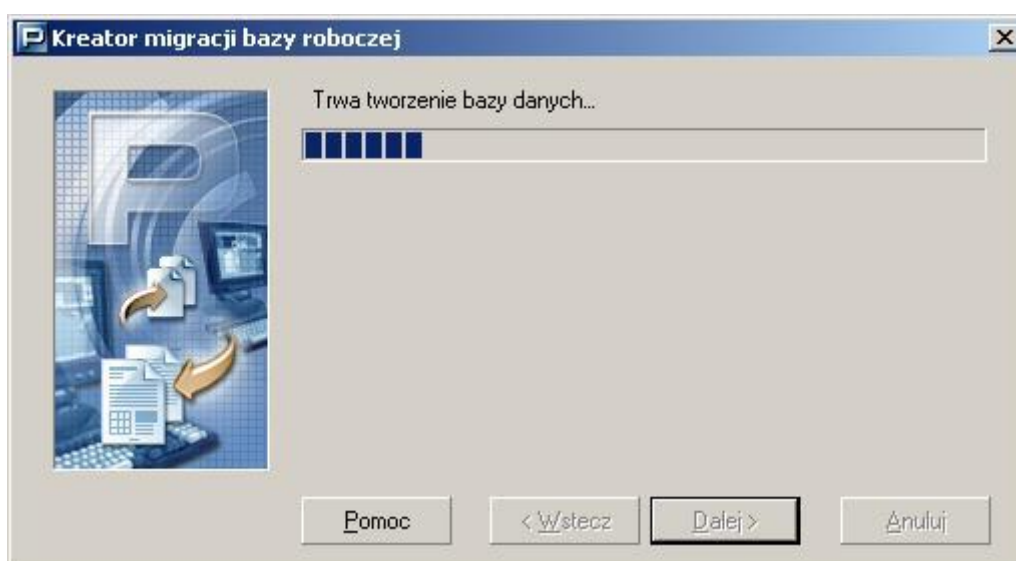 Kreator migracji bazy roboczej
Trwa tworzenie bazy danych...
Pomoc
< Wstecz
Dalej >
Anuluj